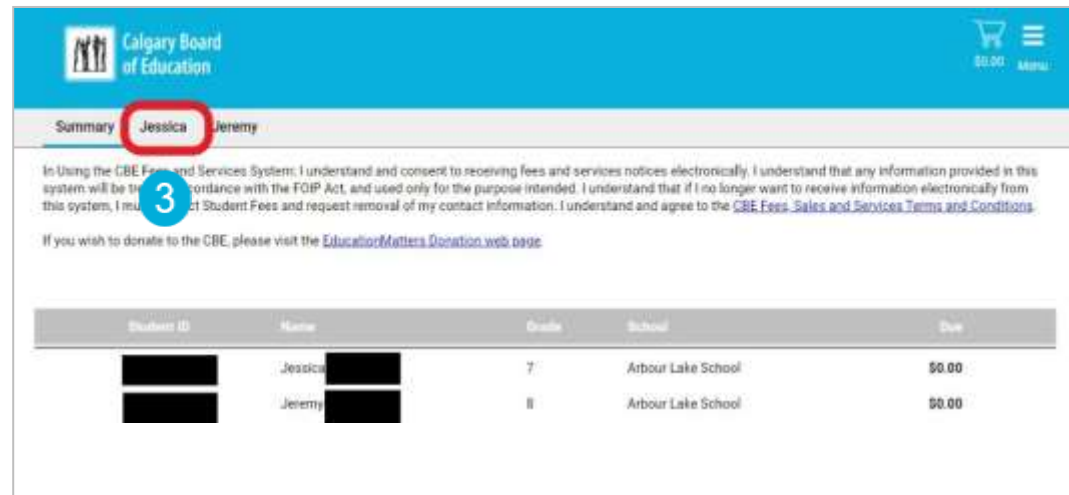 Calgary Board
of Education
$0.00 Menu
Summary Jessica Jeremy
In Using the CBE Fees and Services System: I understand and consent to receiving fees and services notices electronically. I understand that any information provided in this
system will be accordance with the FOIP Act, and used only for the purpose intended. I understand that if I no longer want to receive information electronically from
this system, I Student Fees and request removal of my contact information. I understand and agree to the CBE Fees, Sales and Services Terms and Conditions.
3
If you wish to donate to the CBE, please visit the EducationMatters Donation web page.
Student ID Name Grade School Due
Jessica 7 Arbour Lake School $0.00
Jeremy 8 Arbour Lake School $0.00